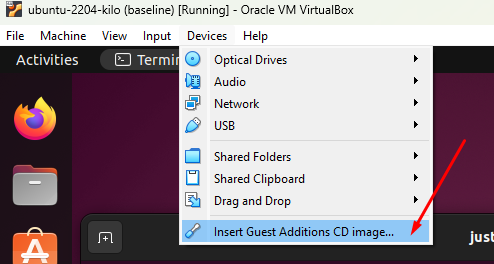 ubuntu-2204-kilo (baseline) [Running] - Oracle VM VirtualBox
File Machine View Input Devices Help
Activities Termin
Optical Drives
Audio
Network
USB
Shared Folders
Shared Clipboard
Drag and Drop
Insert Guest Additions CD image...
just